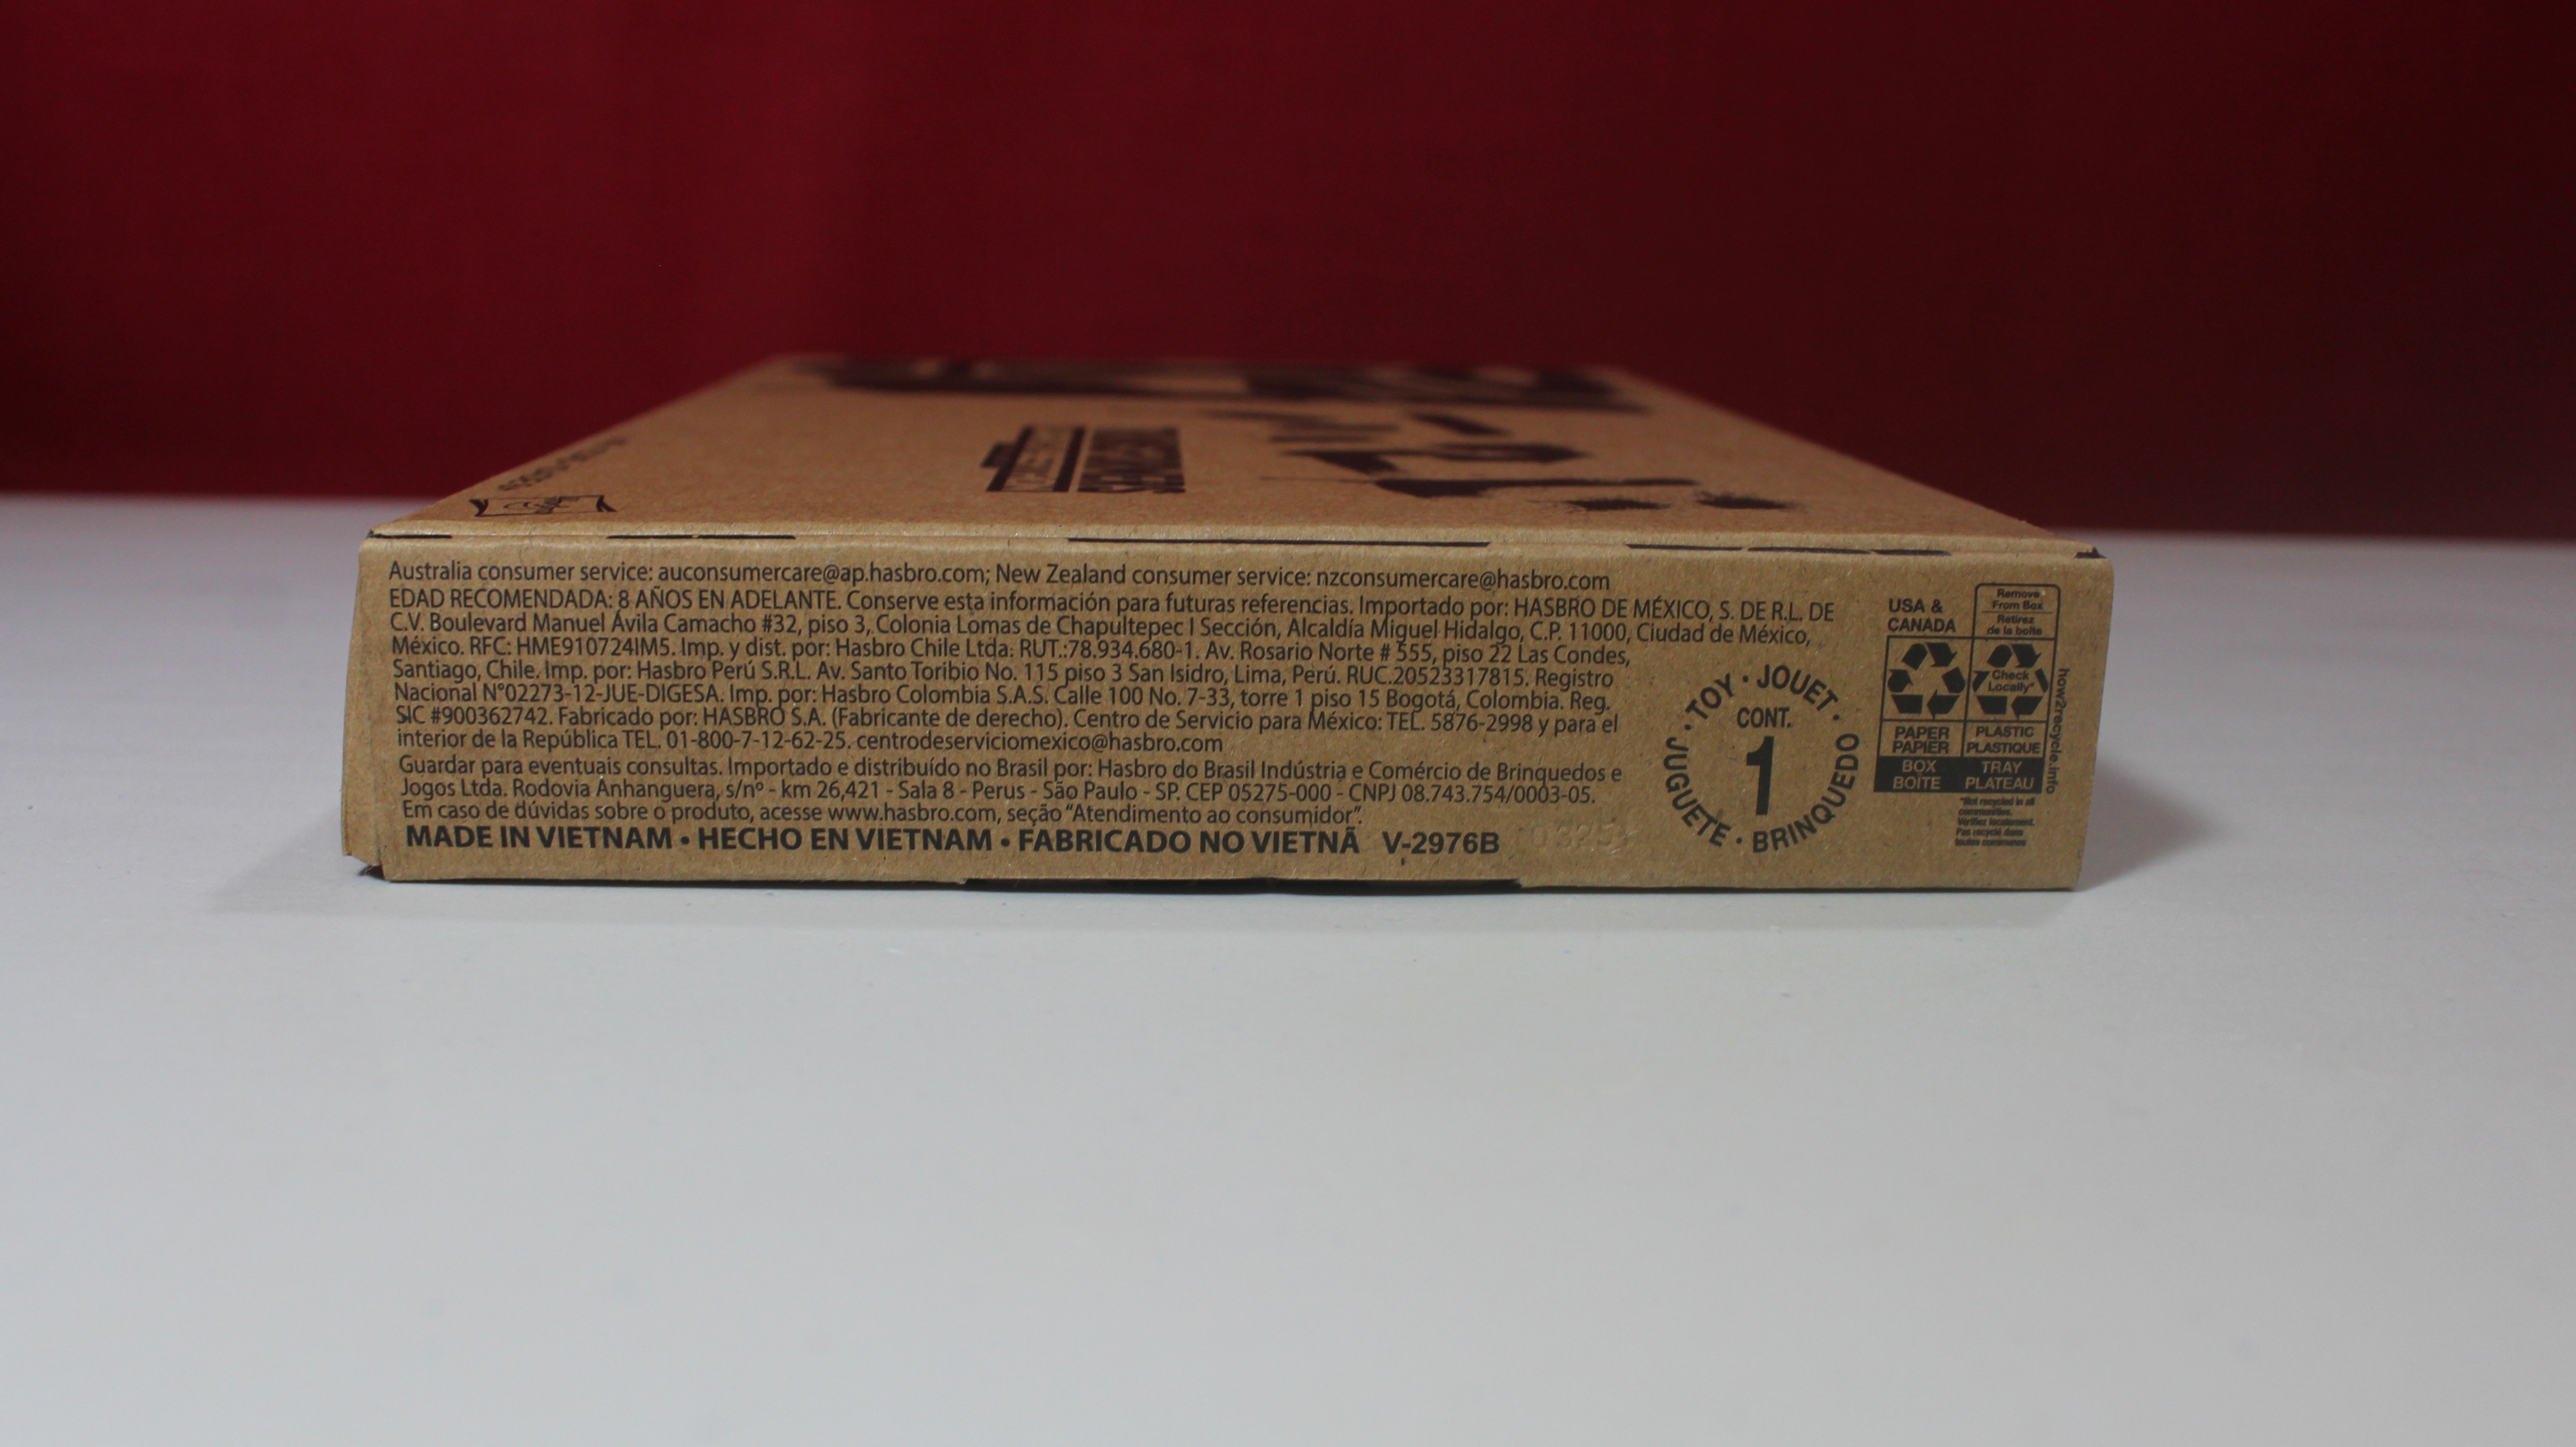 Australia consumer service: auconsumercare@ap.hasbro.com; New Zealand consumer service: nzconsumercare@hasbro.com
EDAD RECOMENDADA: 8 AÑOS EN ADELANTE. Conserve esta información para futuras referencias. Importado por: HASBRO DE MÉXICO, S. DE R.L. DE
C.V. Boulevard Manuel Ávila Camacho #32, piso 3, Colonia Lomas de Chapultepec I Sección, Alcaldía Miguel Hidalgo, C.P. 11000, Ciudad de México,
México. RFC: HME910724IM5. Imp. y dist. por: Hasbro Chile Ltda. RUT.:78.934.680-1. Av. Rosario Norte # 555, piso 22 Las Condes,
Santiago, Chile. Imp. por: Hasbro Perú S.R.L. Av. Santo Toribio No. 115 piso 3 San Isidro, Lima, Perú. RUC.20523317815. Registro
Nacional N°02273-12-JUE-DIGESA. Imp. por: Hasbro Colombia S.A.S. Calle 100 No. 7-33, torre 1 piso 15 Bogotá, Colombia. Reg.
SIC #900362742. Fabricado por: HASBRO S.A. (Fabricante de derecho). Centro de Servicio para México: TEL. 5876-2998 y para el
interior de la República TEL. 01-800-7-12-62-25. centrodeserviciomexico@hasbro.com
Guardar para eventuais consultas. Importado e distribuído no Brasil por: Hasbro do Brasil Indústria e Comércio de Brinquedos e
Jogos Ltda. Rodovia Anhanguera, s/nº - km 26,421 - Sala 8 - Perus - São Paulo - SP. CEP 05275-000 - CNPJ 08.743.754/0003-05.
Em caso de dúvidas sobre o produto, acesse www.hasbro.com, seção “Atendimento ao consumidor”.
MADE IN VIETNAM • HECHO EN VIETNAM • FABRICADO NO VIETNÃ V-2976B
• TOY • JOUET • BRINQUEDO • JUGUETE
CONT.
1
USA &
CANADA
Remove
From Box
Retirez
de la boîte
Check
Locally*
PAPER
PAPIER
PLASTIC
PLASTIQUE
BOX
BOÎTE
TRAY
PLATEAU
how2recycle.info
*Not recycled in all
communities.
Vérifiez localement.
Pas recyclé dans
toutes communes